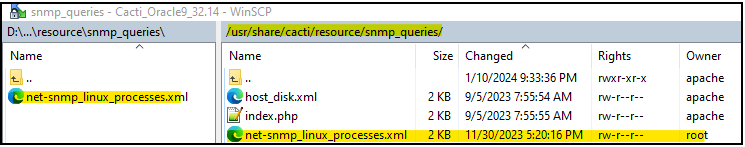 snmp_queries - Cacti_Oracle9_32.14 - WinSCP
D:\...\resource\snmp_queries\
/usr/share/cacti/resource/snmp_queries/
Name
Name Size Changed Rights Owner
..
.. 1/10/2024 9:33:36 PM rwxr-xr-x apache
net-snmp_linux_processes.xml
host_disk.xml 2 KB 9/5/2023 7:55:54 AM rw-r--r-- apache
index.php 2 KB 9/5/2023 7:55:55 AM rw-r--r-- apache
net-snmp_linux_processes.xml 2 KB 11/30/2023 5:20:16 PM rw-r--r-- root